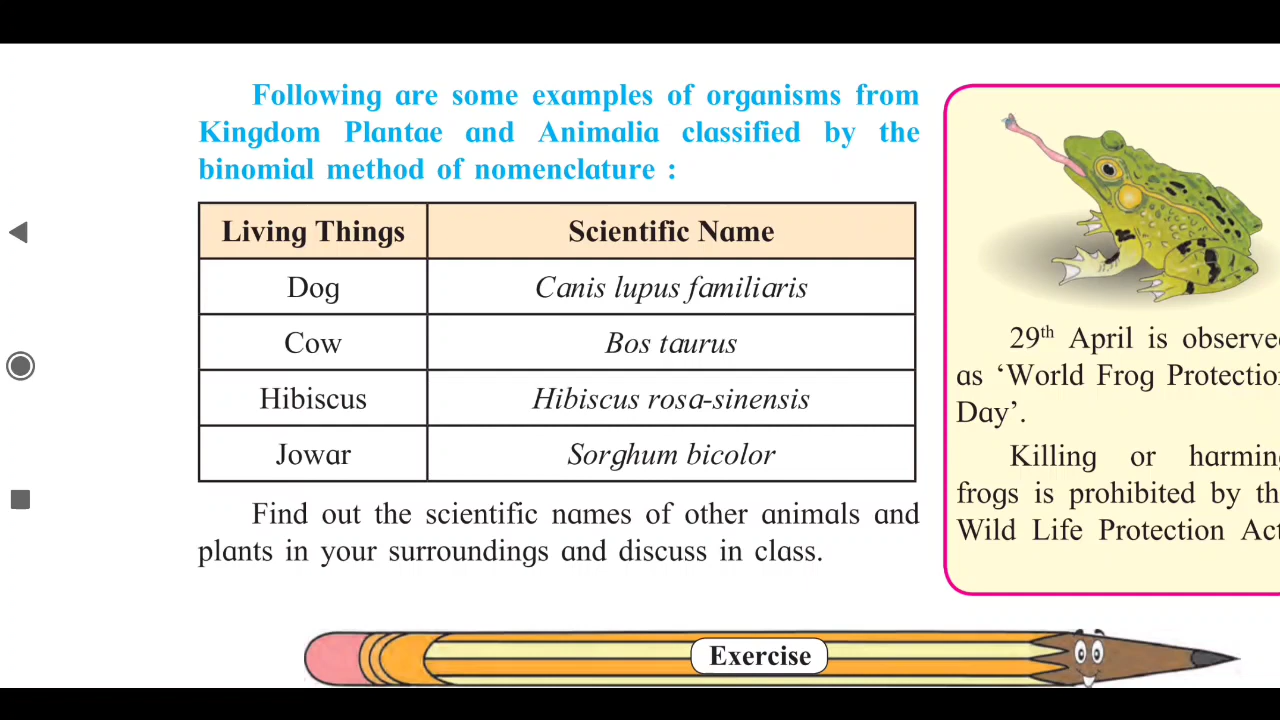 Following are some examples of organisms from
Kingdom Plantae and Animalia classified by the
binomial method of nomenclature :
Living Things Scientific Name
Dog Canis lupus familiaris
Cow Bos taurus
Hibiscus Hibiscus rosa-sinensis
Jowar Sorghum bicolor
Find out the scientific names of other animals and
plants in your surroundings and discuss in class.
29th April is observe
as ‘World Frog Protectio
Day’.
Killing or harmin
frogs is prohibited by th
Wild Life Protection Act
Exercise